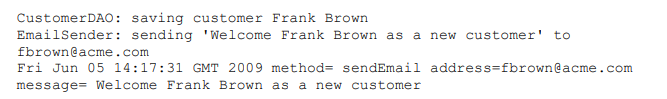 CustomerDAO: saving customer Frank Brown
EmailSender: sending 'Welcome Frank Brown as a new customer' to
fbrown@acme.com
Fri Jun 05 14:17:31 GMT 2009 method= sendEmail address=fbrown@acme.com
message= Welcome Frank Brown as a new customer